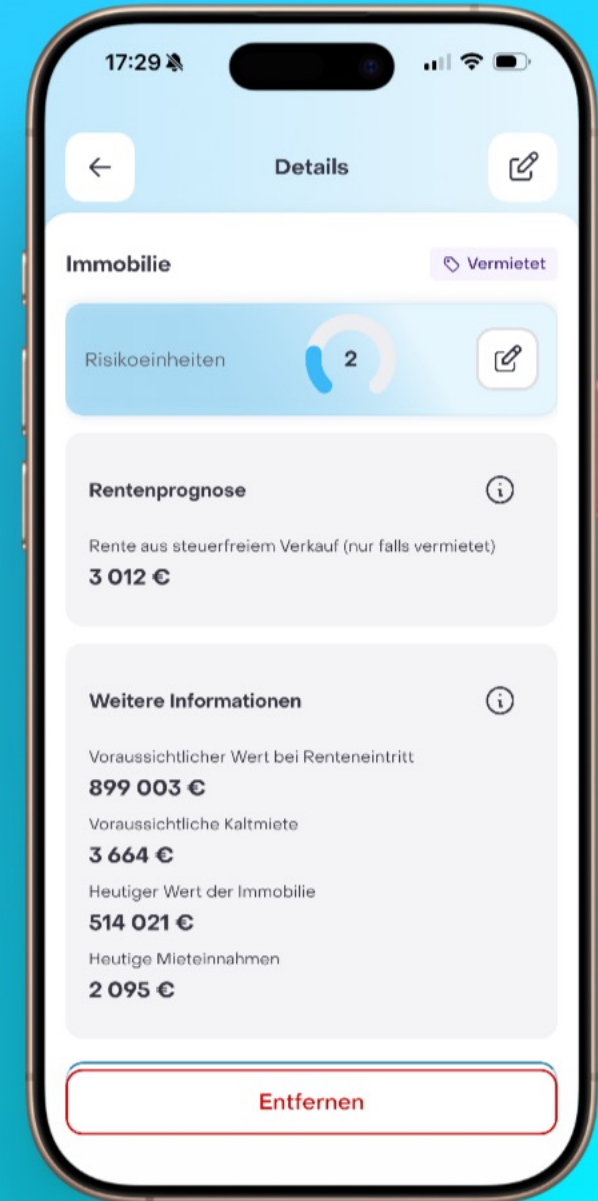 17:29
Details
Immobilie
Vermietet
Risikoeinheiten
2
Rentenprognose
Rente aus steuerfreiem Verkauf (nur falls vermietet)
3 012 €
Weitere Informationen
Voraussichtlicher Wert bei Renteneintritt
899 003 €
Voraussichtliche Kaltmiete
3 664 €
Heutiger Wert der Immobilie
514 021 €
Heutige Mieteinnahmen
2 095 €
Entfernen